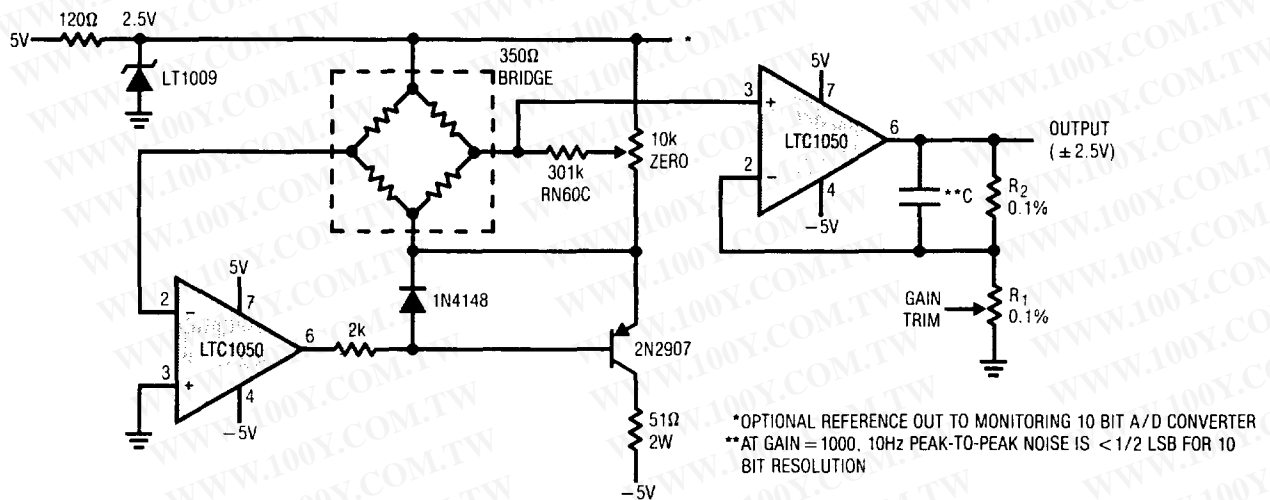 120Ω
2.5V
5V
*
LT1009
350Ω
BRIDGE
10k
ZERO
301k
RN60C
5V
3
7
+
LTC1050
6
2
−
4
−5V
OUTPUT
(±2.5V)
**C
R2
0.1%
GAIN
TRIM
R1
0.1%
5V
2
7
−
LTC1050
6
3
+
4
−5V
2k
1N4148
2N2907
51Ω
2W
−5V
*OPTIONAL REFERENCE OUT TO MONITORING 10 BIT A/D CONVERTER
**AT GAIN = 1000, 10Hz PEAK-TO-PEAK NOISE IS < 1/2 LSB FOR 10
BIT RESOLUTION
WWW.100Y.COM.TW